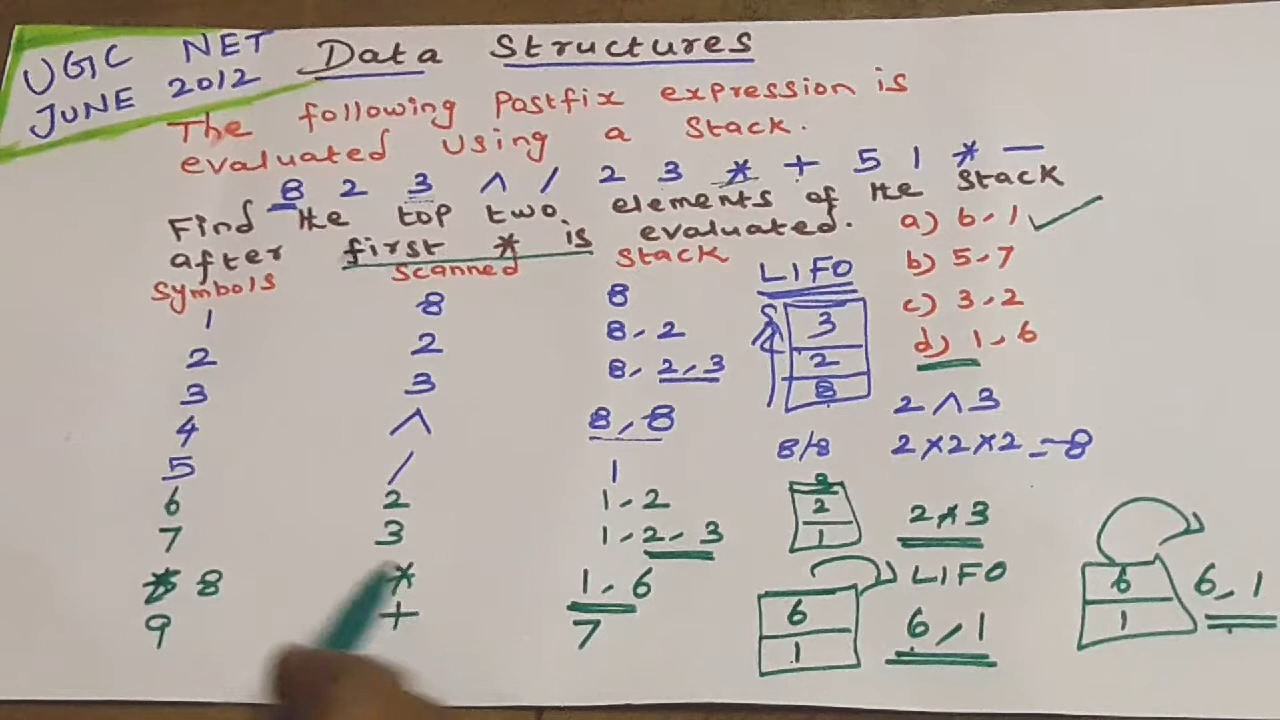 UGC NET
JUNE 2012
Data Structures
The following Postfix expression is
evaluated using a stack.
8 2 3 ^ / 2 3 * + 5 1 * -
Find the top two elements of the stack
after first * is evaluated.
a) 6, 1 ✓
b) 5, 7
c) 3, 2
d) 1, 6
Symbols Scanned Stack
1 8 8
2 2 8, 2
3 3 8, 2, 3
4 ^ 8, 8
5 / 1
6 2 1, 2
7 3 1, 2, 3
8 * 1, 6
9 + 7
LIFO
3
2
8
2 ^ 3
8/8 2 × 2 × 2 = 8
3
2
1
2 * 3
LIFO
6
1
6, 1
6
1
6, 1